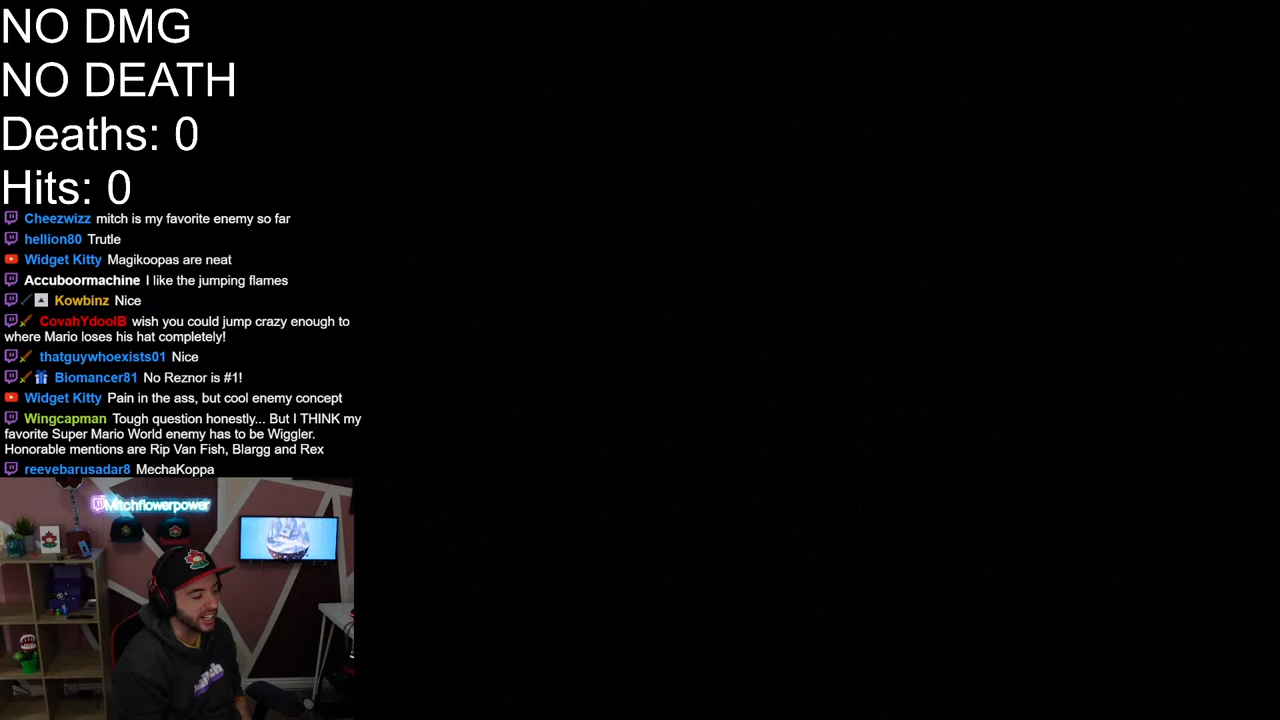 NO DMG
NO DEATH
Deaths: 0
Hits: 0
Cheezwizz mitch is my favorite enemy so far
hellion80 Trutle
Widget Kitty Magikoopas are neat
Accuboormachine I like the jumping flames
Kowbinz Nice
CovahYdoolB wish you could jump crazy enough to
where Mario loses his hat completely!
thatguywhoexists01 Nice
Biomancer81 No Reznor is #1!
Widget Kitty Pain in the ass, but cool enemy concept
Wingcapman Tough question honestly... But I THINK my
favorite Super Mario World enemy has to be Wiggler.
Honorable mentions are Rip Van Fish, Blargg and Rex
reevebarusadar8 MechaKoppa
Mitchflowerpower